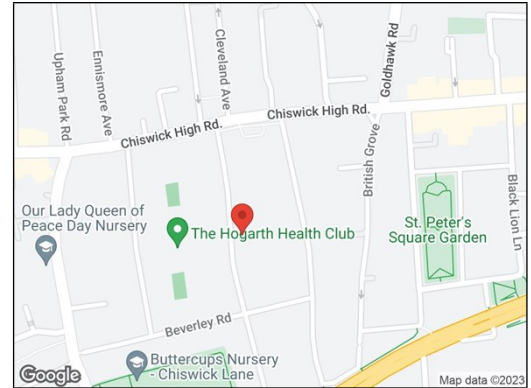 Upham Park Rd
Ennismore Ave
Cleveland Ave
Goldhawk Rd
Chiswick High Rd.
Chiswick High Rd.
British Grove
Black Lion Ln
Our Lady Queen of
Peace Day Nursery
The Hogarth Health Club
St. Peter's
Square Garden
Beverley Rd
Buttercups Nursery
- Chiswick Lane
Google
Map data ©2023